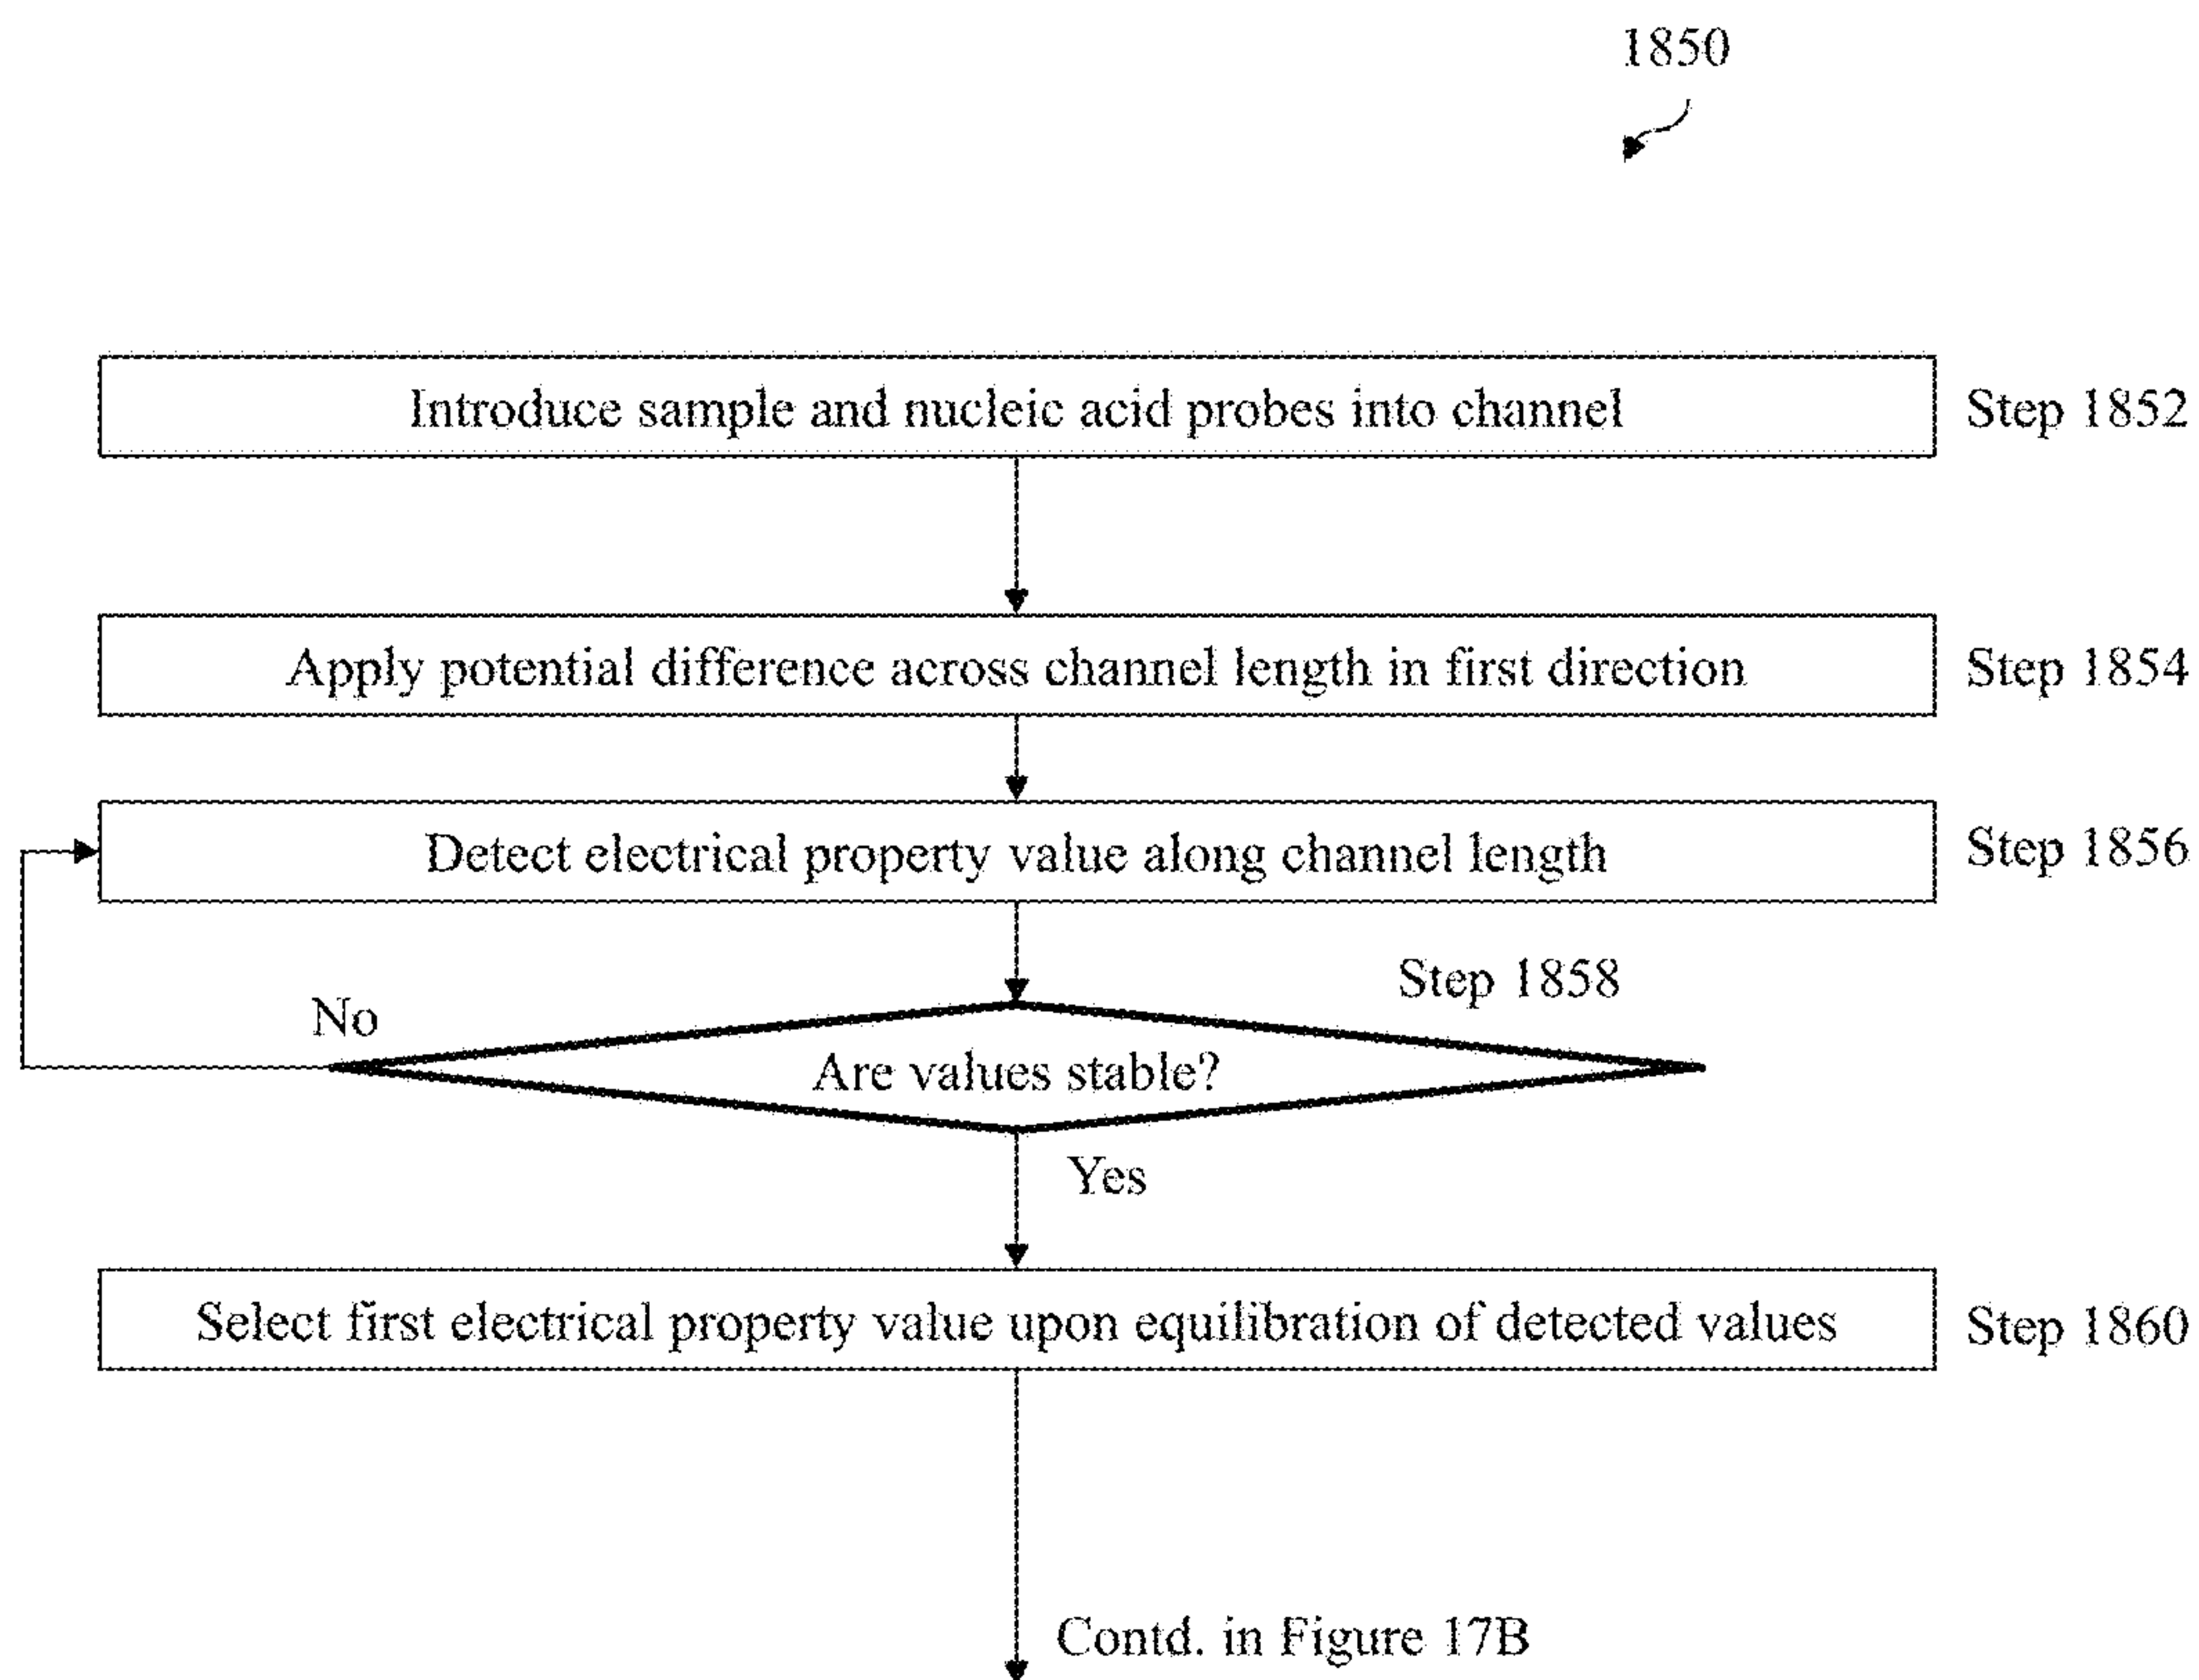 1850
Introduce sample and nucleic acid probes into channel
Step 1852
Apply potential difference across channel length in first direction
Step 1854
Detect electrical property value along channel length
Step 1856
Step 1858
No
Are values stable?
Yes
Select first electrical property value upon equilibration of detected values
Step 1860
Contd. in Figure 17B